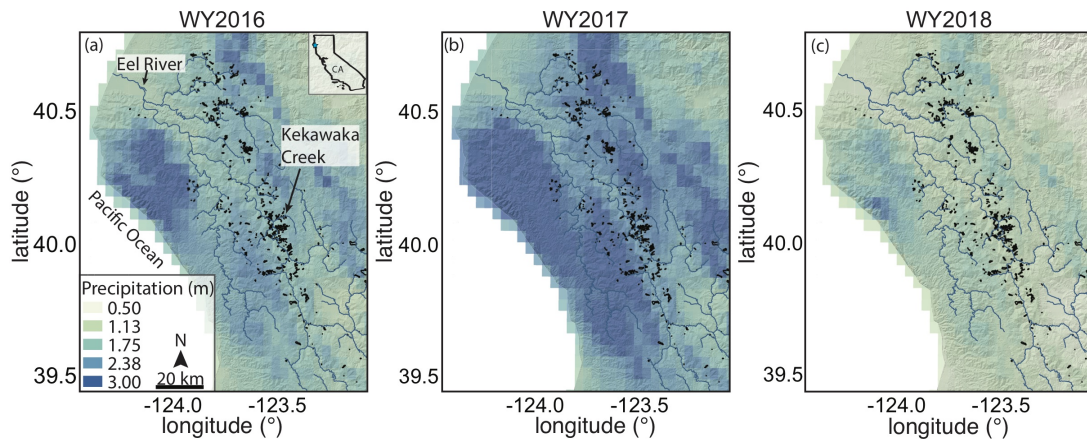 WY2016
(a)
Eel River
CA
Kekawaka
Creek
Pacific Ocean
Precipitation (m)
0.50
1.13
1.75
2.38
3.00
N
20 km
40.5
40.0
39.5
latitude (°)
-124.0
-123.5
longitude (°)
WY2017
(b)
40.5
40.0
39.5
latitude (°)
-124.0
-123.5
longitude (°)
WY2018
(c)
40.5
40.0
39.5
latitude (°)
-124.0
-123.5
longitude (°)